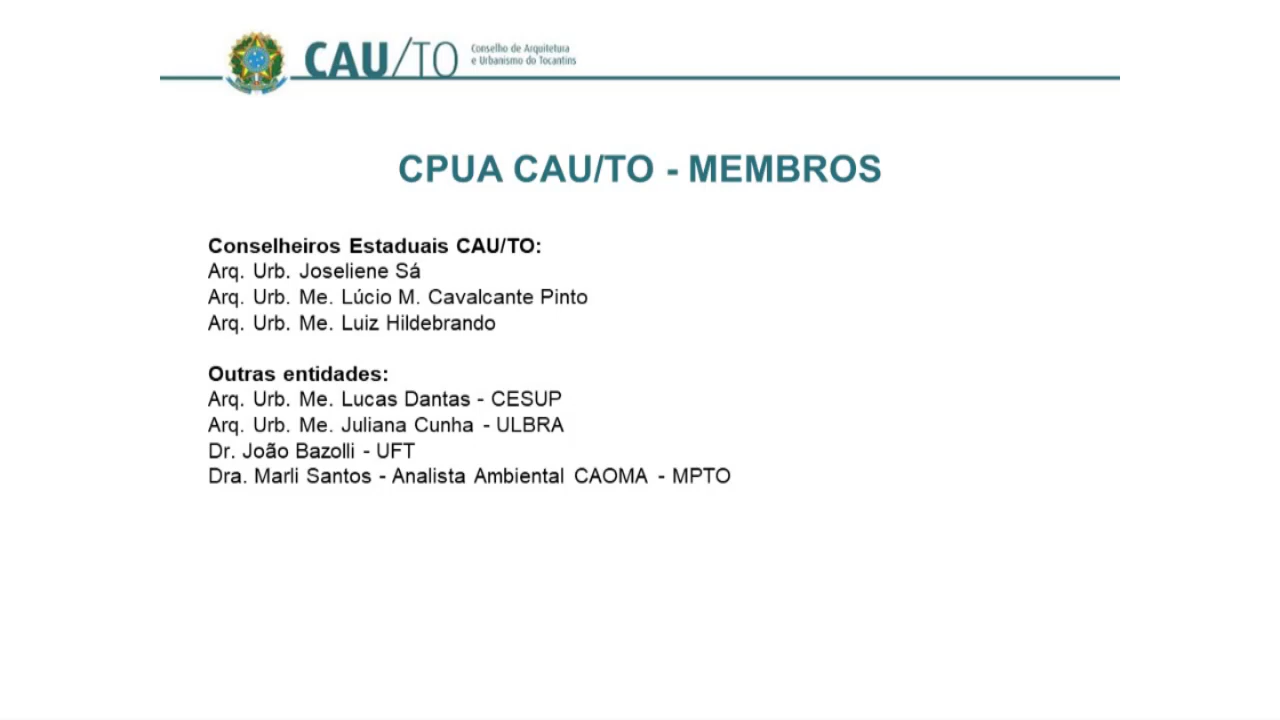 CAU/TO
Conselho de Arquitetura
e Urbanismo do Tocantins
CPUA CAU/TO - MEMBROS
Conselheiros Estaduais CAU/TO:
Arq. Urb. Joseliene Sá
Arq. Urb. Me. Lúcio M. Cavalcante Pinto
Arq. Urb. Me. Luiz Hildebrando
Outras entidades:
Arq. Urb. Me. Lucas Dantas - CESUP
Arq. Urb. Me. Juliana Cunha - ULBRA
Dr. João Bazolli - UFT
Dra. Marli Santos - Analista Ambiental CAOMA - MPTO